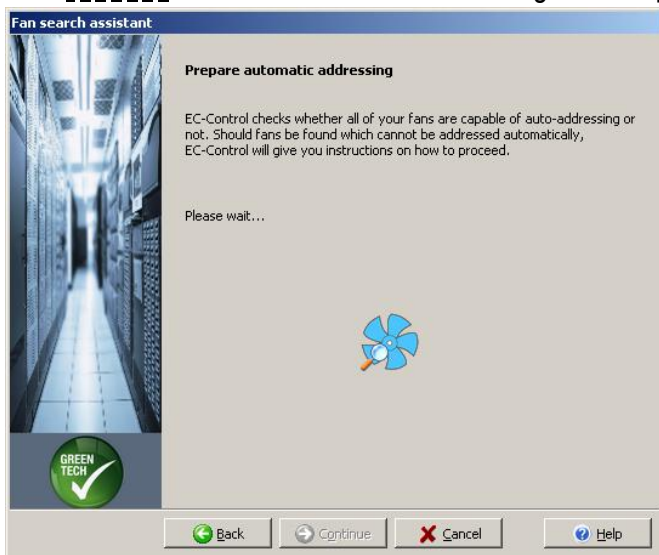 Fan search assistant
Prepare automatic addressing
EC-Control checks whether all of your fans are capable of auto-addressing or
not. Should fans be found which cannot be addressed automatically,
EC-Control will give you instructions on how to proceed.
Please wait...
GREEN
TECH
Back Continue Cancel Help